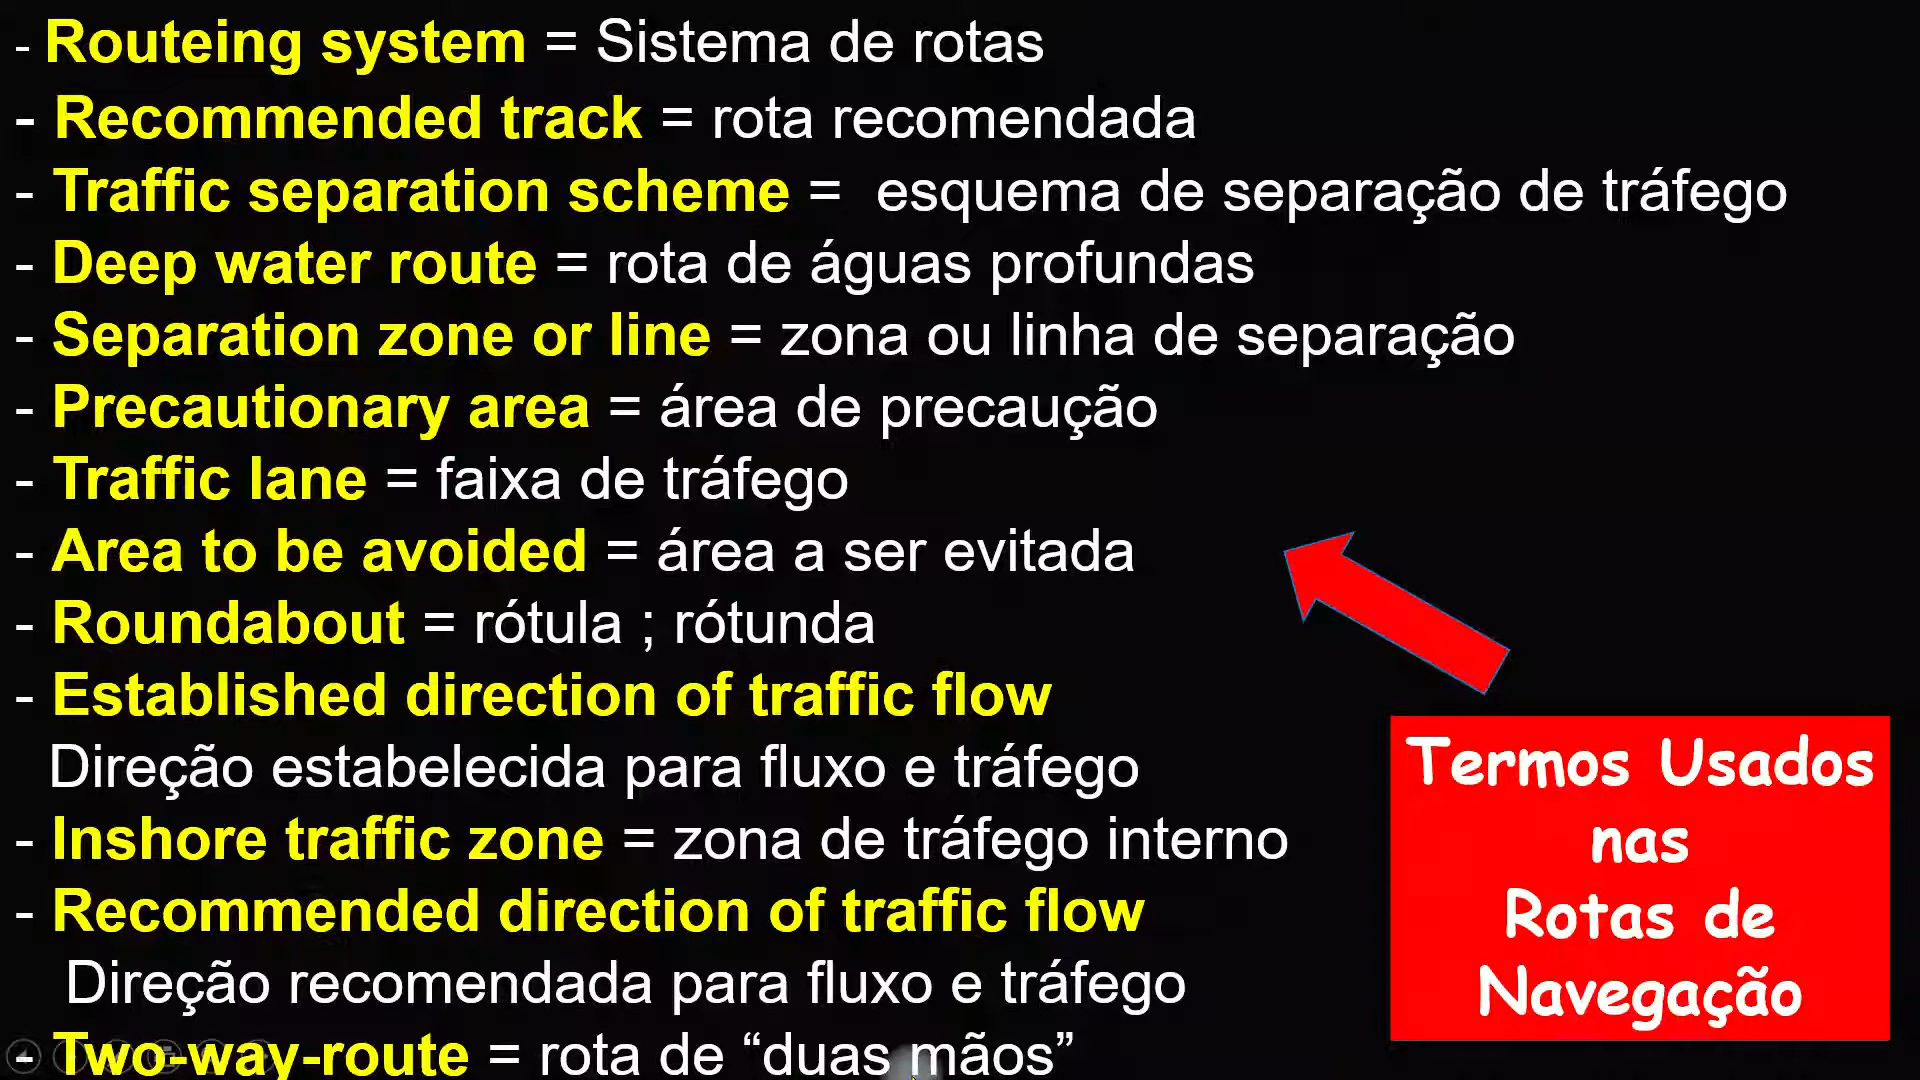 - Routeing system = Sistema de rotas
- Recommended track = rota recomendada
- Traffic separation scheme = esquema de separação de tráfego
- Deep water route = rota de águas profundas
- Separation zone or line = zona ou linha de separação
- Precautionary area = área de precaução
- Traffic lane = faixa de tráfego
- Area to be avoided = área a ser evitada
- Roundabout = rótula ; rótunda
- Established direction of traffic flow
Direção estabelecida para fluxo e tráfego
- Inshore traffic zone = zona de tráfego interno
- Recommended direction of traffic flow
Direção recomendada para fluxo e tráfego
- Two-way-route = rota de “duas mãos”
Termos Usados
nas
Rotas de
Navegação